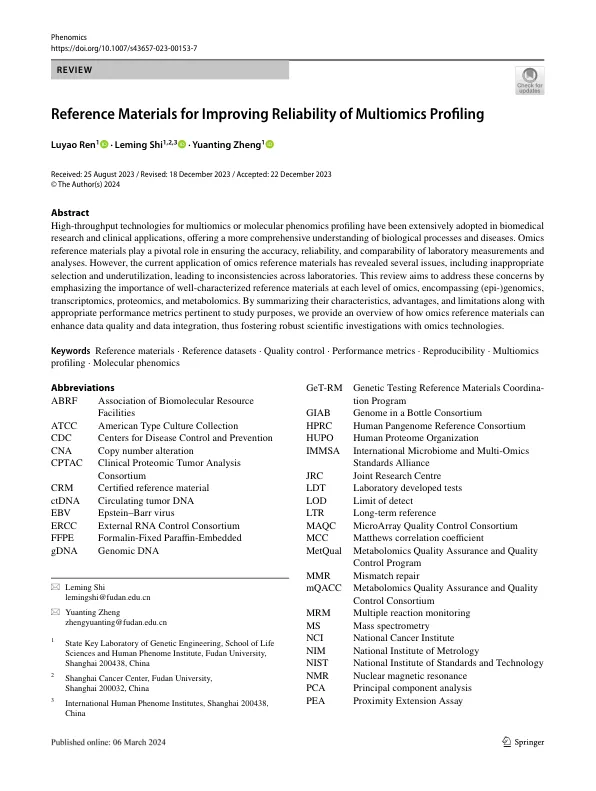 Phenomics
https://doi.org/10.1007/s43657-023-00153-7
REVIEW
Check for
updates
Reference Materials for Improving Reliability of Multiomics Profiling
Luyao Ren1 · Leming Shi1,2,3 · Yuanting Zheng1
Received: 25 August 2023 / Revised: 18 December 2023 / Accepted: 22 December 2023
© The Author(s) 2024
Abstract
High-throughput technologies for multiomics or molecular phenomics profiling have been extensively adopted in biomedical
research and clinical applications, offering a more comprehensive understanding of biological processes and diseases. Omics
reference materials play a pivotal role in ensuring the accuracy, reliability, and comparability of laboratory measurements and
analyses. However, the current application of omics reference materials has revealed several issues, including inappropriate
selection and underutilization, leading to inconsistencies across laboratories. This review aims to address these concerns by
emphasizing the importance of well-characterized reference materials at each level of omics, encompassing (epi-)genomics,
transcriptomics, proteomics, and metabolomics. By summarizing their characteristics, advantages, and limitations along with
appropriate performance metrics pertinent to study purposes, we provide an overview of how omics reference materials can
enhance data quality and data integration, thus fostering robust scientific investigations with omics technologies.
Keywords Reference materials · Reference datasets · Quality control · Performance metrics · Reproducibility · Multiomics
profiling · Molecular phenomics
Abbreviations
ABRF Association of Biomolecular Resource
Facilities
ATCC American Type Culture Collection
CDC Centers for Disease Control and Prevention
CNA Copy number alteration
CPTAC Clinical Proteomic Tumor Analysis
Consortium
CRM Certified reference material
ctDNA Circulating tumor DNA
EBV Epstein–Barr virus
ERCC External RNA Control Consortium
FFPE Formalin-Fixed Paraffin-Embedded
gDNA Genomic DNA
Leming Shi
lemingshi@fudan.edu.cn
Yuanting Zheng
zhengyuanting@fudan.edu.cn
1 State Key Laboratory of Genetic Engineering, School of Life
Sciences and Human Phenome Institute, Fudan University,
Shanghai 200438, China
2 Shanghai Cancer Center, Fudan University,
Shanghai 200032, China
3 International Human Phenome Institutes, Shanghai 200438,
China
GeT-RM Genetic Testing Reference Materials Coordina-
tion Program
GIAB Genome in a Bottle Consortium
HPRC Human Pangenome Reference Consortium
HUPO Human Proteome Organization
IMMSA International Microbiome and Multi-Omics
Standards Alliance
JRC Joint Research Centre
LDT Laboratory developed tests
LOD Limit of detect
LTR Long-term reference
MAQC MicroArray Quality Control Consortium
MCC Matthews correlation coefficient
MetQual Metabolomics Quality Assurance and Quality
Control Program
MMR Mismatch repair
mQACC Metabolomics Quality Assurance and Quality
Control Consortium
MRM Multiple reaction monitoring
MS Mass spectrometry
NCI National Cancer Institute
NIM National Institute of Metrology
NIST National Institute of Standards and Technology
NMR Nuclear magnetic resonance
PCA Principal component analysis
PEA Proximity Extension Assay
Published online: 06 March 2024
Springer